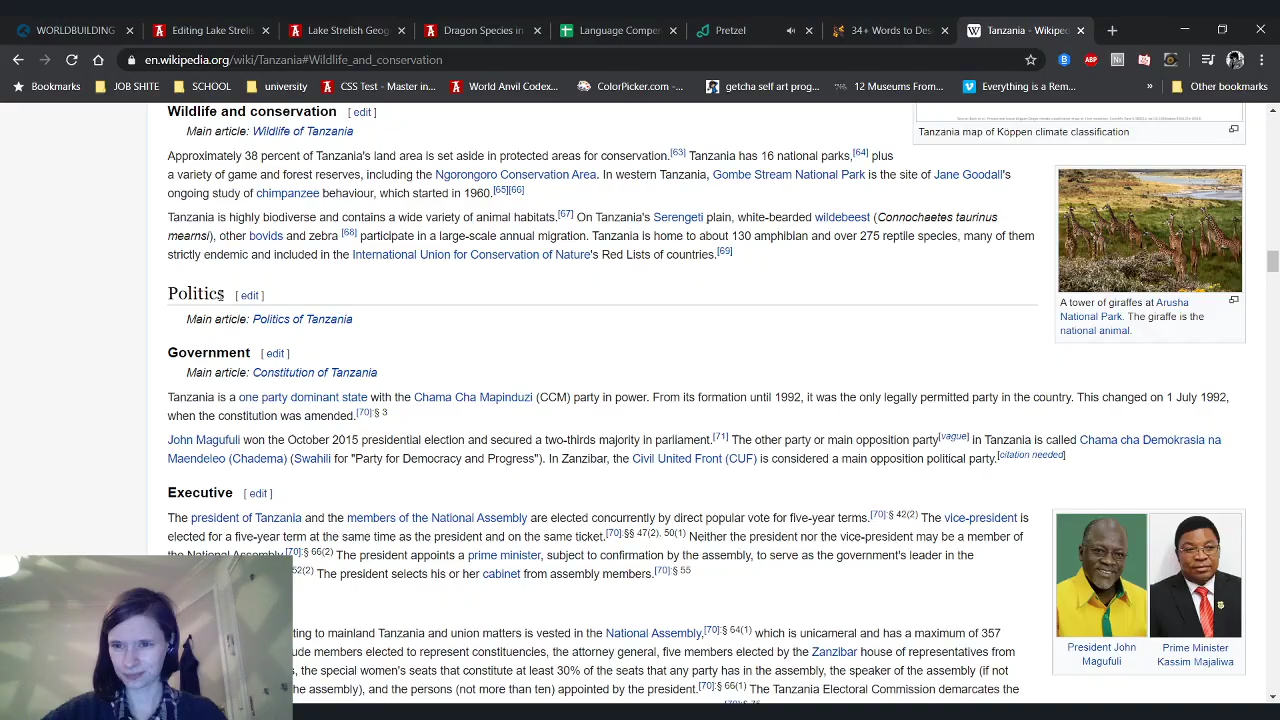 WORLDBUILDING
Editing Lake Strelis
Lake Strelish Geog
Dragon Species in
Language Comper
Pretzel
34+ Words to Des
Tanzania - Wikiped
en.wikipedia.org/wiki/Tanzania#Wildlife_and_conservation
Bookmarks
JOB SHITE
SCHOOL
university
CSS Test - Master in...
World Anvil Codex...
ColorPicker.com -...
getcha self art prog...
12 Museums From...
Everything is a Rem...
» Other bookmarks
Wildlife and conservation [ edit ]
Main article: Wildlife of Tanzania
Tanzania map of Köppen climate classification
Approximately 38 percent of Tanzania's land area is set aside in protected areas for conservation.[63] Tanzania has 16 national parks,[64] plus
a variety of game and forest reserves, including the Ngorongoro Conservation Area. In western Tanzania, Gombe Stream National Park is the site of Jane Goodall's
ongoing study of chimpanzee behaviour, which started in 1960.[65][66]
Tanzania is highly biodiverse and contains a wide variety of animal habitats.[67] On Tanzania's Serengeti plain, white-bearded wildebeest (Connochaetes taurinus
mearnsi), other bovids and zebra [68] participate in a large-scale annual migration. Tanzania is home to about 130 amphibian and over 275 reptile species, many of them
strictly endemic and included in the International Union for Conservation of Nature's Red Lists of countries.[69]
A tower of giraffes at Arusha
National Park. The giraffe is the
national animal.
Politics [ edit ]
Main article: Politics of Tanzania
Government [ edit ]
Main article: Constitution of Tanzania
Tanzania is a one party dominant state with the Chama Cha Mapinduzi (CCM) party in power. From its formation until 1992, it was the only legally permitted party in the country. This changed on 1 July 1992,
when the constitution was amended.[70]:§ 3
John Magufuli won the October 2015 presidential election and secured a two-thirds majority in parliament.[71] The other party or main opposition party[vague] in Tanzania is called Chama cha Demokrasia na
Maendeleo (Chadema) (Swahili for "Party for Democracy and Progress"). In Zanzibar, the Civil United Front (CUF) is considered a main opposition political party.[citation needed]
Executive [ edit ]
The president of Tanzania and the members of the National Assembly are elected concurrently by direct popular vote for five-year terms.[70]:§ 42(2) The vice-president is
elected for a five-year term at the same time as the president and on the same ticket.[70]:§§ 47(2), 50(1) Neither the president nor the vice-president may be a member of
the National Assembly.[70]:§ 66(2) The president appoints a prime minister, subject to confirmation by the assembly, to serve as the government's leader in the
52(2) The president selects his or her cabinet from assembly members.[70]:§ 55
President John
Magufuli
Prime Minister
Kassim Majaliwa
ting to mainland Tanzania and union matters is vested in the National Assembly,[70]:§ 64(1) which is unicameral and has a maximum of 357
ude members elected to represent constituencies, the attorney general, five members elected by the Zanzibar house of representatives from
s, the special women's seats that constitute at least 30% of the seats that any party has in the assembly, the speaker of the assembly (if not
he assembly), and the persons (not more than ten) appointed by the president.[70]:§ 66(1) The Tanzania Electoral Commission demarcates the